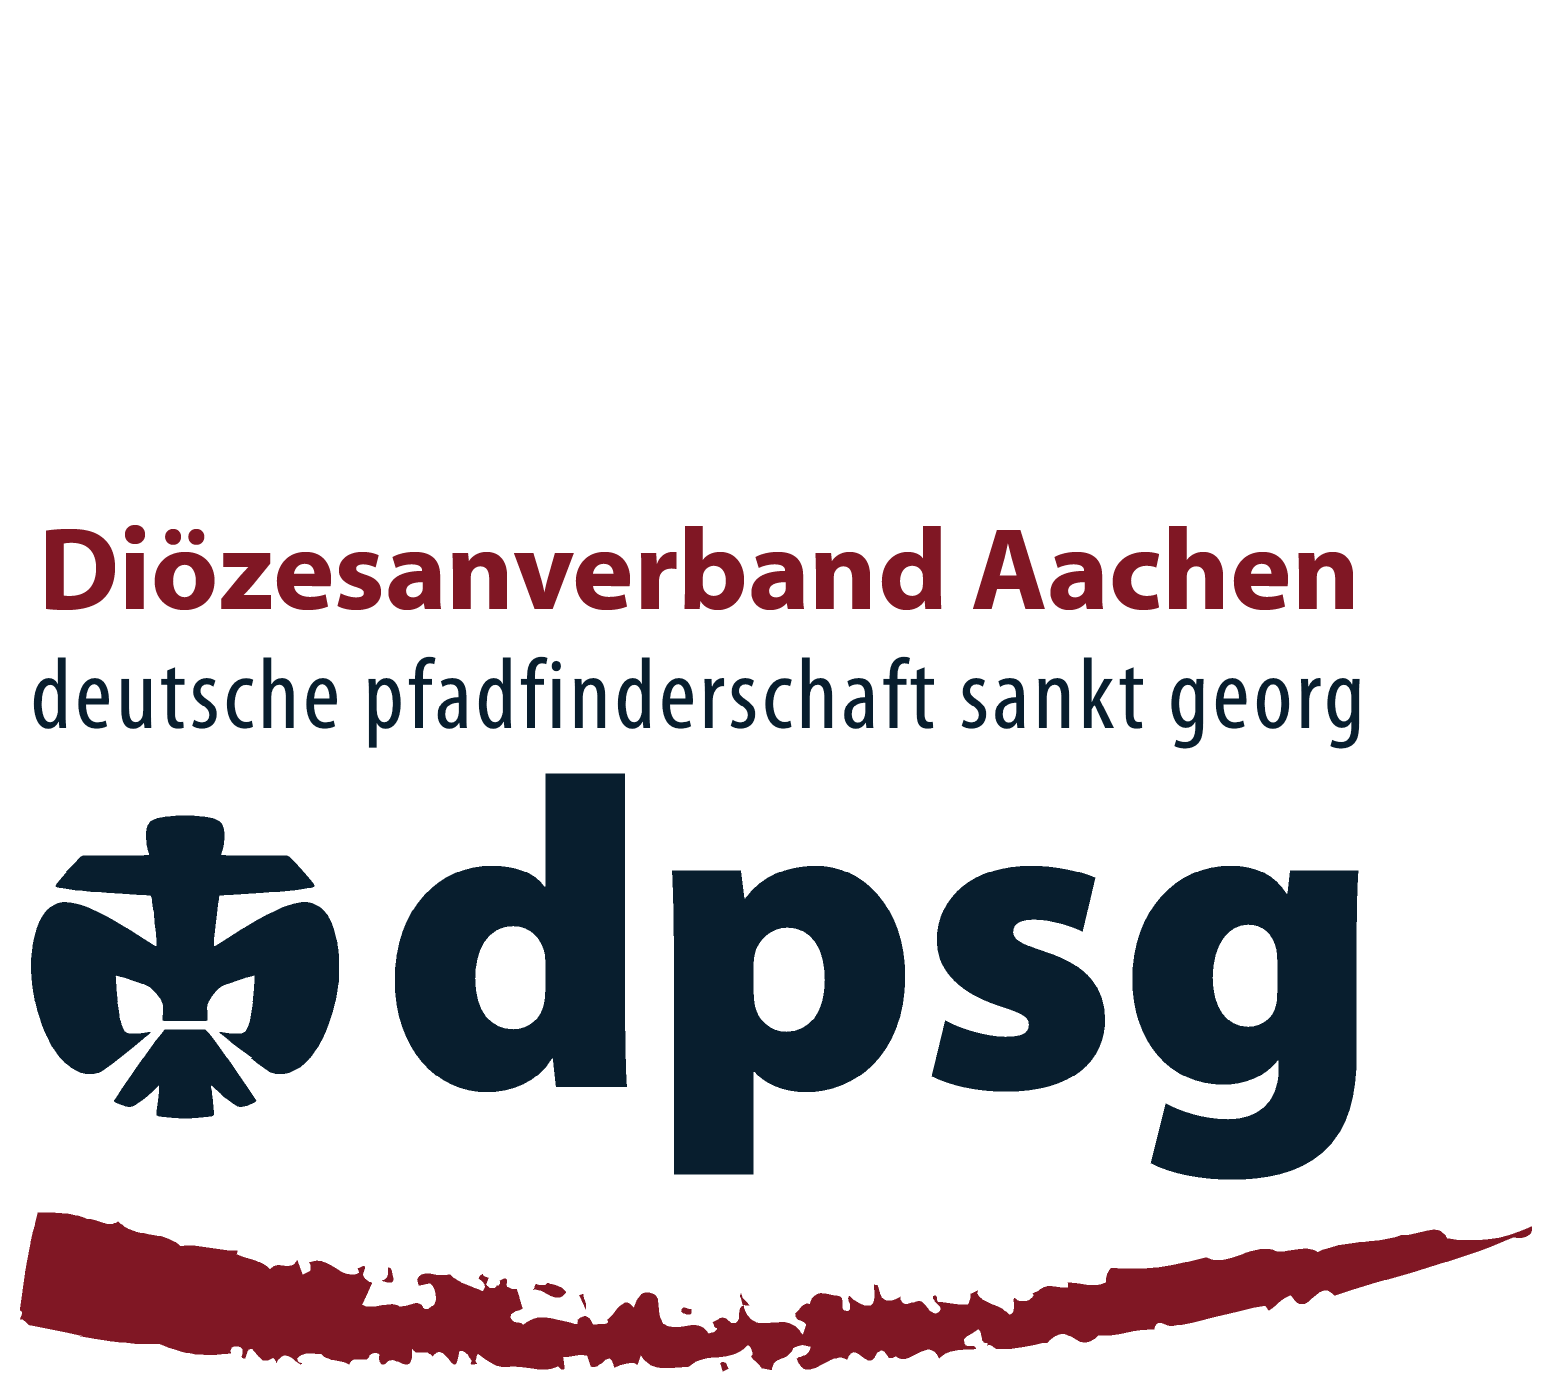 Diözesanverband Aachen
deutsche pfadfinderschaft sankt georg
dpsg